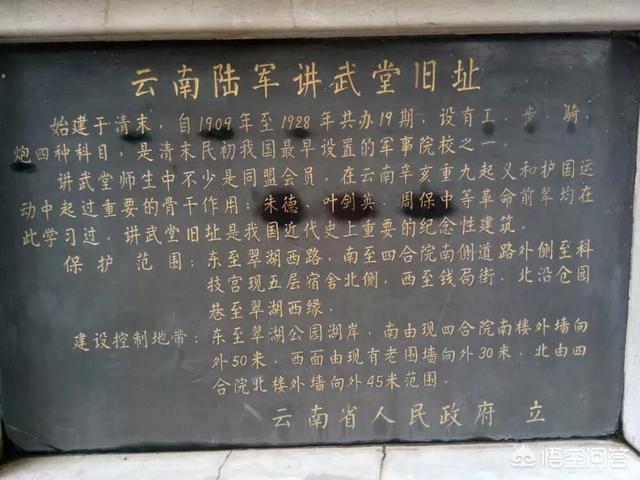 云南陆军讲武堂旧址
始建于清末，自1909年至1928年共办19期，设有工、步、骑、
炮四种科目，是清末民初我国最早设置的军事院校之一。
讲武堂师生中不少是同盟会员，在云南辛亥重九起义和护国运
动中起过重要的骨干作用：朱德、叶剑英、周保中等革命前辈均在
此学习过。讲武堂旧址是我国近代史上重要的纪念性建筑。
保护范围：东至翠湖西路，南至四合院南侧道路外侧至科
技宫现五层宿舍北侧，西至钱局街，北沿仓园
巷至翠湖西缘。
建设控制地带：东至翠湖公园湖岸，南由现四合院南楼外墙向
外50米，西面由现有老围墙向外30米，北由四
合院北楼外墙向外45米范围。
云南省人民政府 立
悟空问答